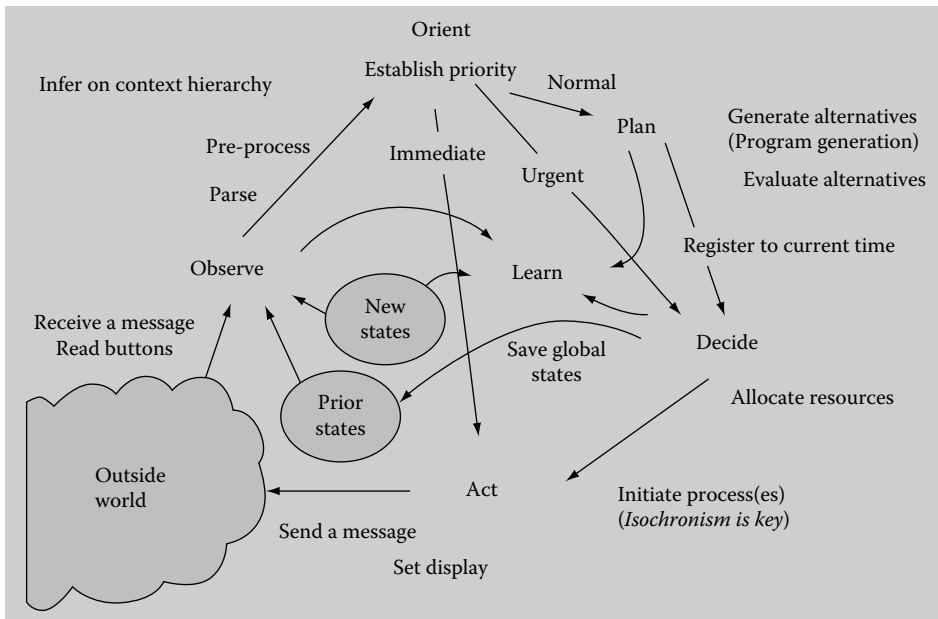 Orient
Establish priority
Infer on context hierarchy
Normal
Plan
Generate alternatives
(Program generation)
Evaluate alternatives
Pre-process
Immediate
Urgent
Parse
Register to current time
Observe
Learn
New
states
Receive a message
Read buttons
Save global
states
Decide
Prior
states
Allocate resources
Outside
world
Act
Initiate process(es)
(Isochronism is key)
Send a message
Set display